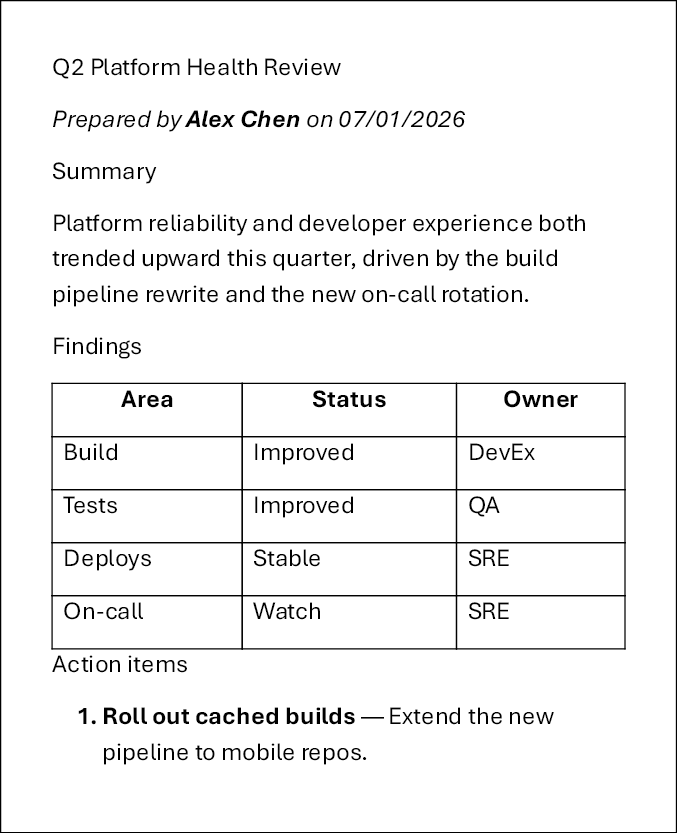 Q2 Platform Health Review
Prepared by Alex Chen on 07/01/2026
Summary
Platform reliability and developer experience both
trended upward this quarter, driven by the build
pipeline rewrite and the new on-call rotation.
Findings
Area Status Owner
Build Improved DevEx
Tests Improved QA
Deploys Stable SRE
On-call Watch SRE
Action items
1. Roll out cached builds — Extend the new
pipeline to mobile repos.